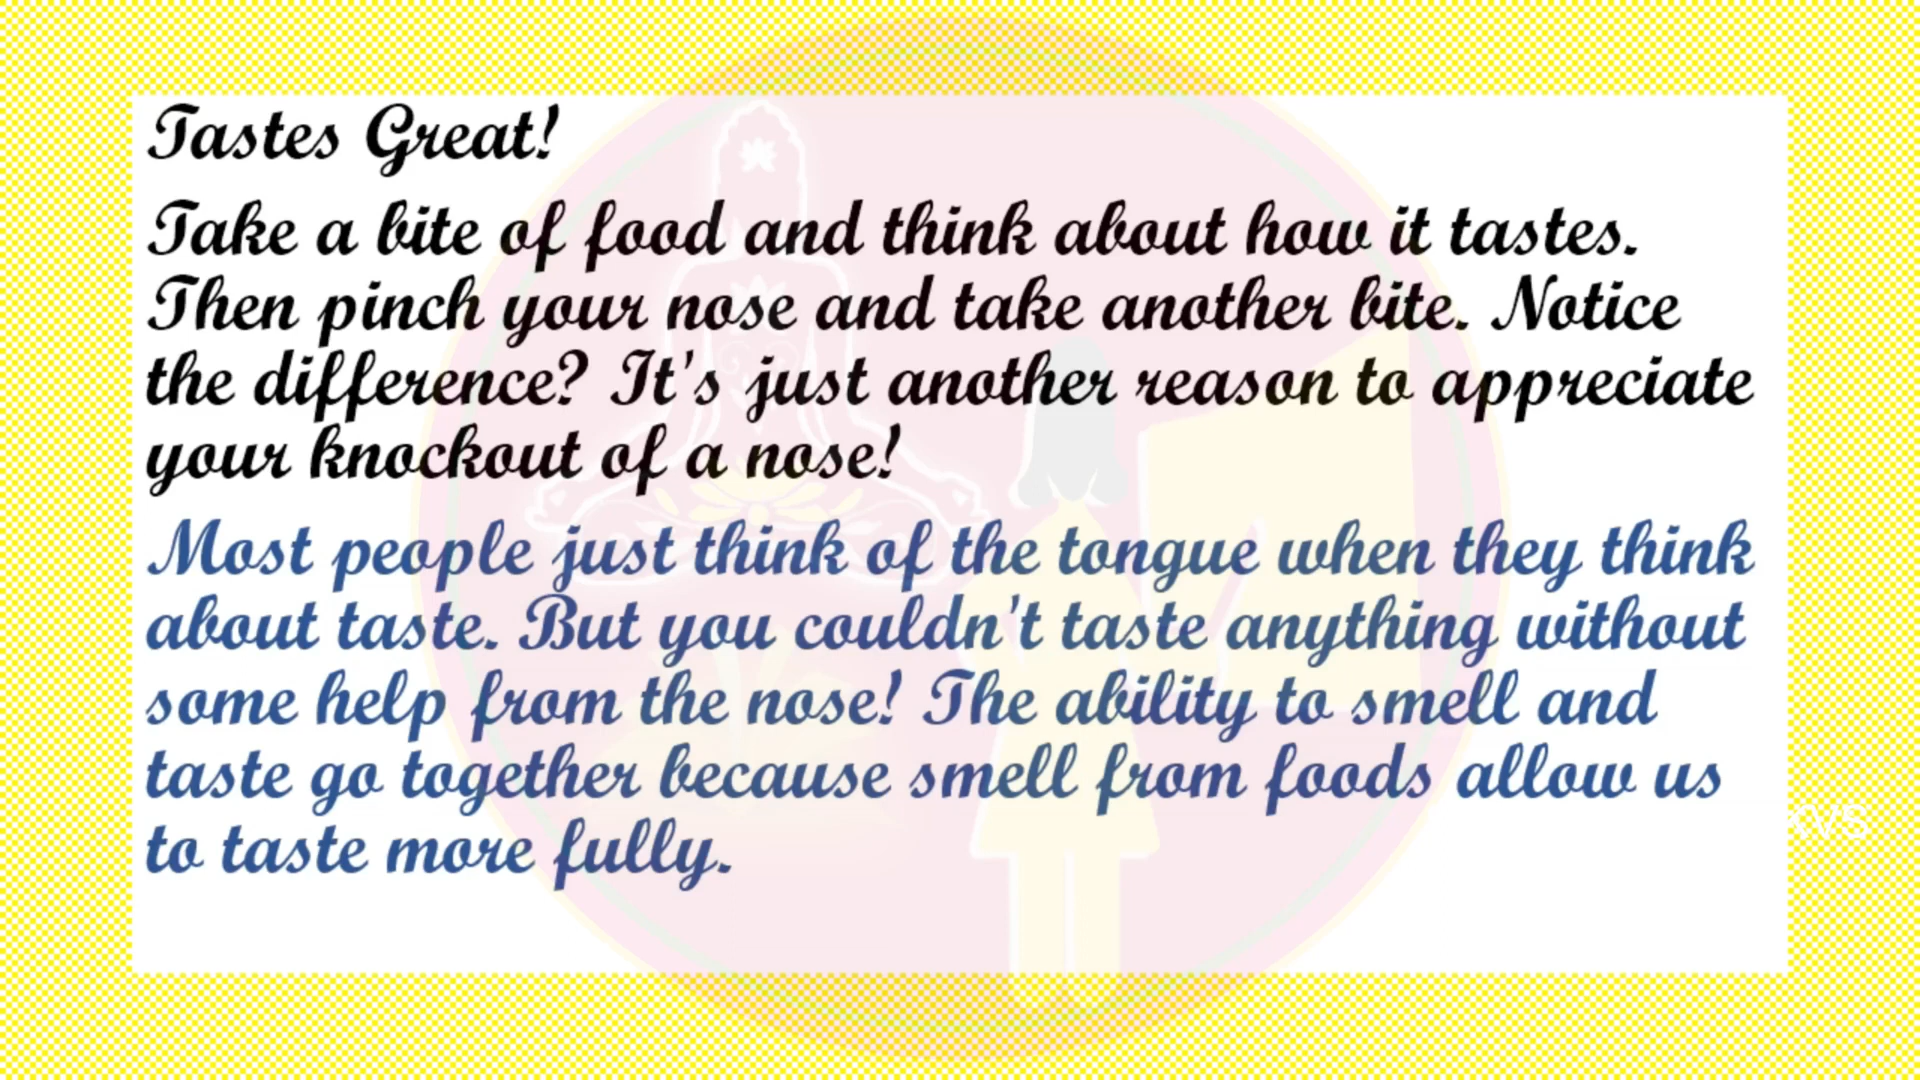 Tastes Great!
Take a bite of food and think about how it tastes.
Then pinch your nose and take another bite. Notice
the difference? It's just another reason to appreciate
your knockout of a nose!
Most people just think of the tongue when they think
about taste. But you couldn't taste anything without
some help from the nose! The ability to smell and
taste go together because smell from foods allow us
to taste more fully.